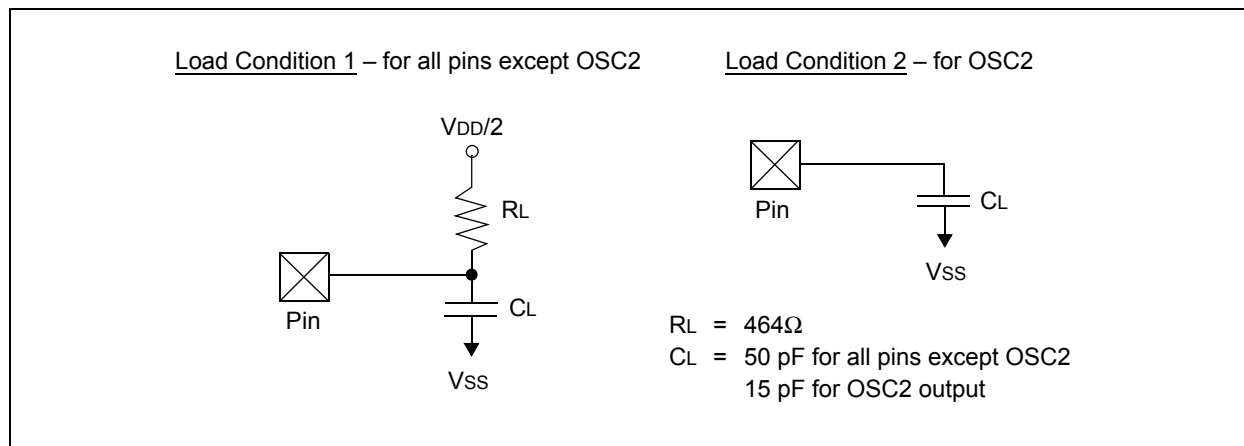 Load Condition 1 – for all pins except OSC2
VDD/2
RL
Pin
CL
VSS
Load Condition 2 – for OSC2
Pin
CL
VSS
RL = 464Ω
CL = 50 pF for all pins except OSC2
15 pF for OSC2 output